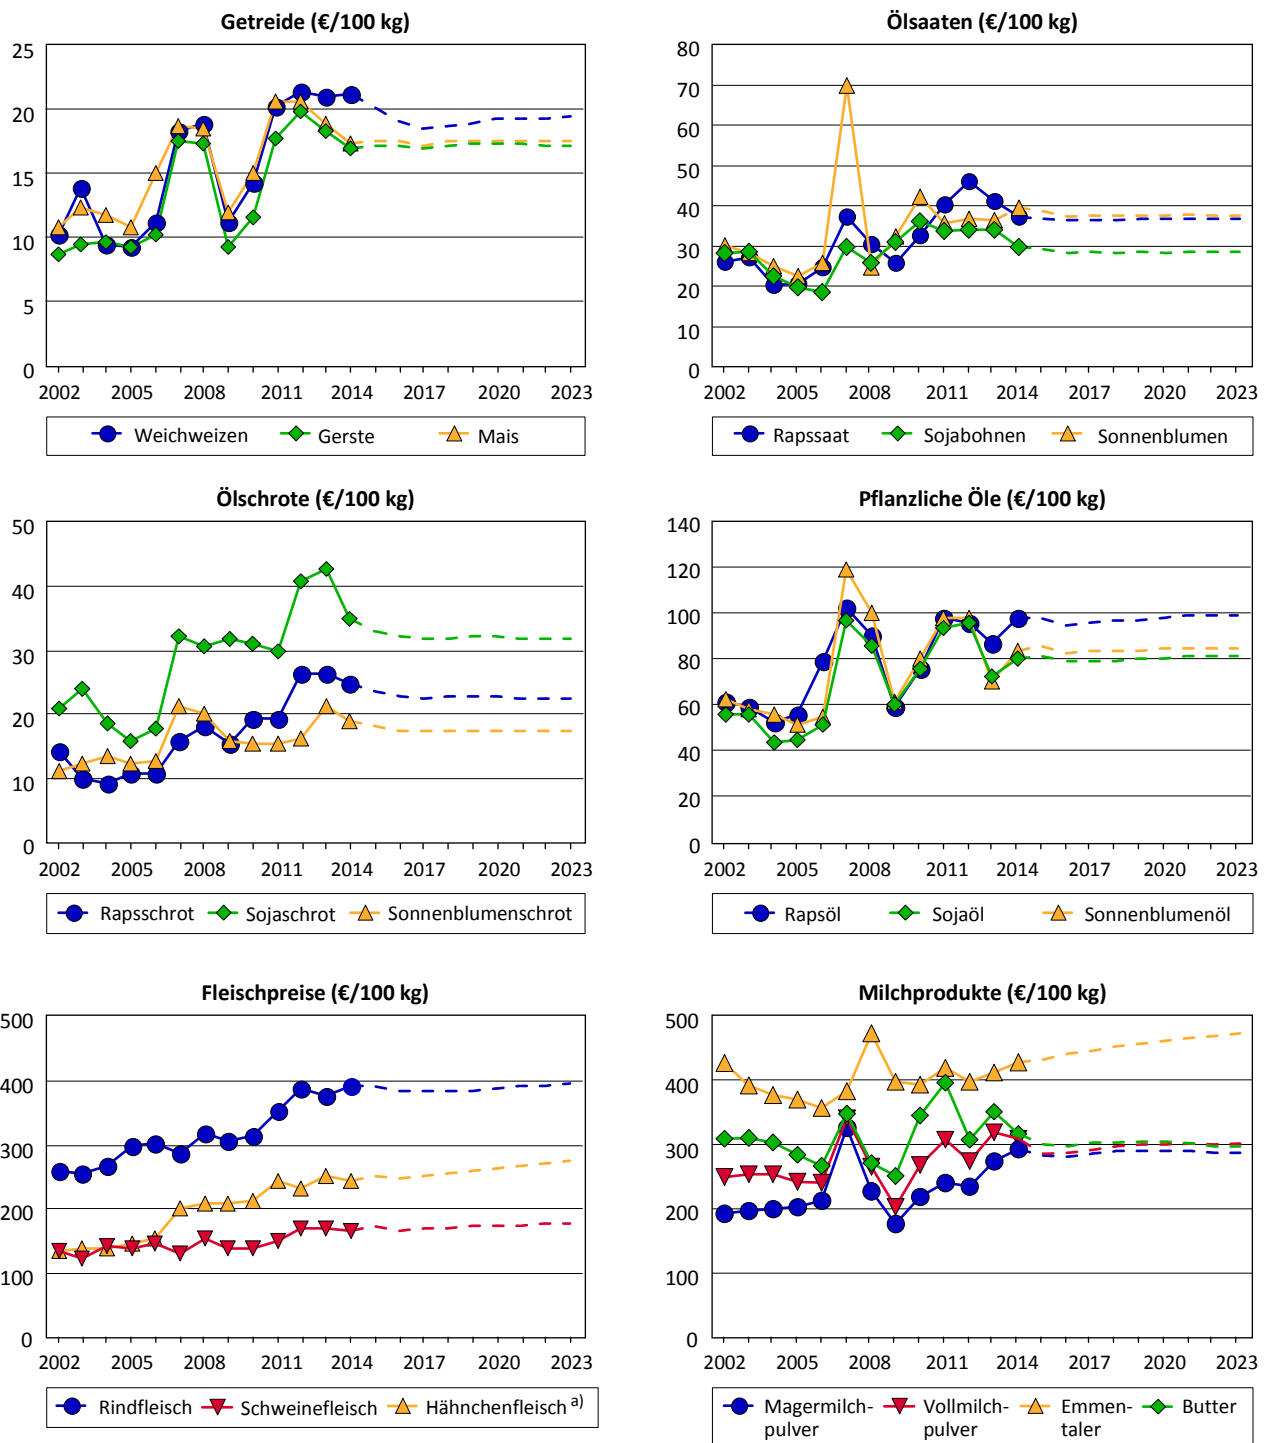 Getreide (€/100 kg)
25
20
15
10
5
0
2002 2005 2008 2011 2014 2017 2020 2023
Weichweizen Gerste Mais
Ölsaaten (€/100 kg)
80
70
60
50
40
30
20
10
0
2002 2005 2008 2011 2014 2017 2020 2023
Rapssaat Sojabohnen Sonnenblumen
Ölschrote (€/100 kg)
50
40
30
20
10
0
2002 2005 2008 2011 2014 2017 2020 2023
Rapsschrot Sojaschrot Sonnenblumenschrot
Pflanzliche Öle (€/100 kg)
140
120
100
80
60
40
20
0
2002 2005 2008 2011 2014 2017 2020 2023
Rapsöl Sojaöl Sonnenblumenöl
Fleischpreise (€/100 kg)
500
400
300
200
100
0
2002 2005 2008 2011 2014 2017 2020 2023
Rindfleisch Schweinefleisch Hähnchenfleisch a)
Milchprodukte (€/100 kg)
500
400
300
200
100
0
2002 2005 2008 2011 2014 2017 2020 2023
Magermilch- Vollmilch- Emmen- Butter
pulver pulver taler